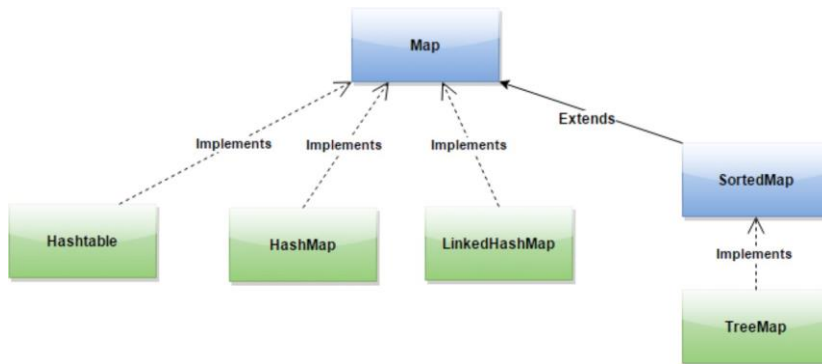 Map
Extends
Implements
Implements
Implements
SortedMap
Hashtable
HashMap
LinkedHashMap
Implements
TreeMap